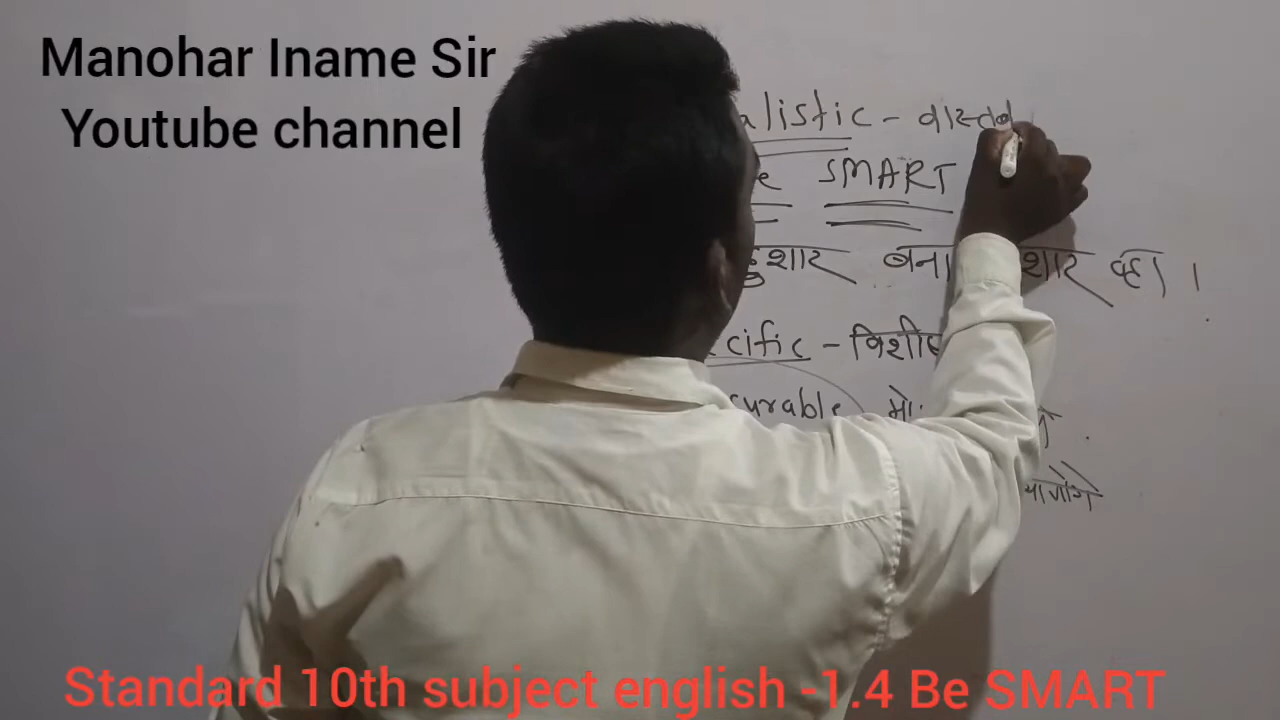 Manohar Iname Sir
Youtube channel
alistic - वास्तव
e SMART
शार बना शार व्हा ।
cific - विशी
surable मो
Standard 10th subject english -1.4 Be SMART